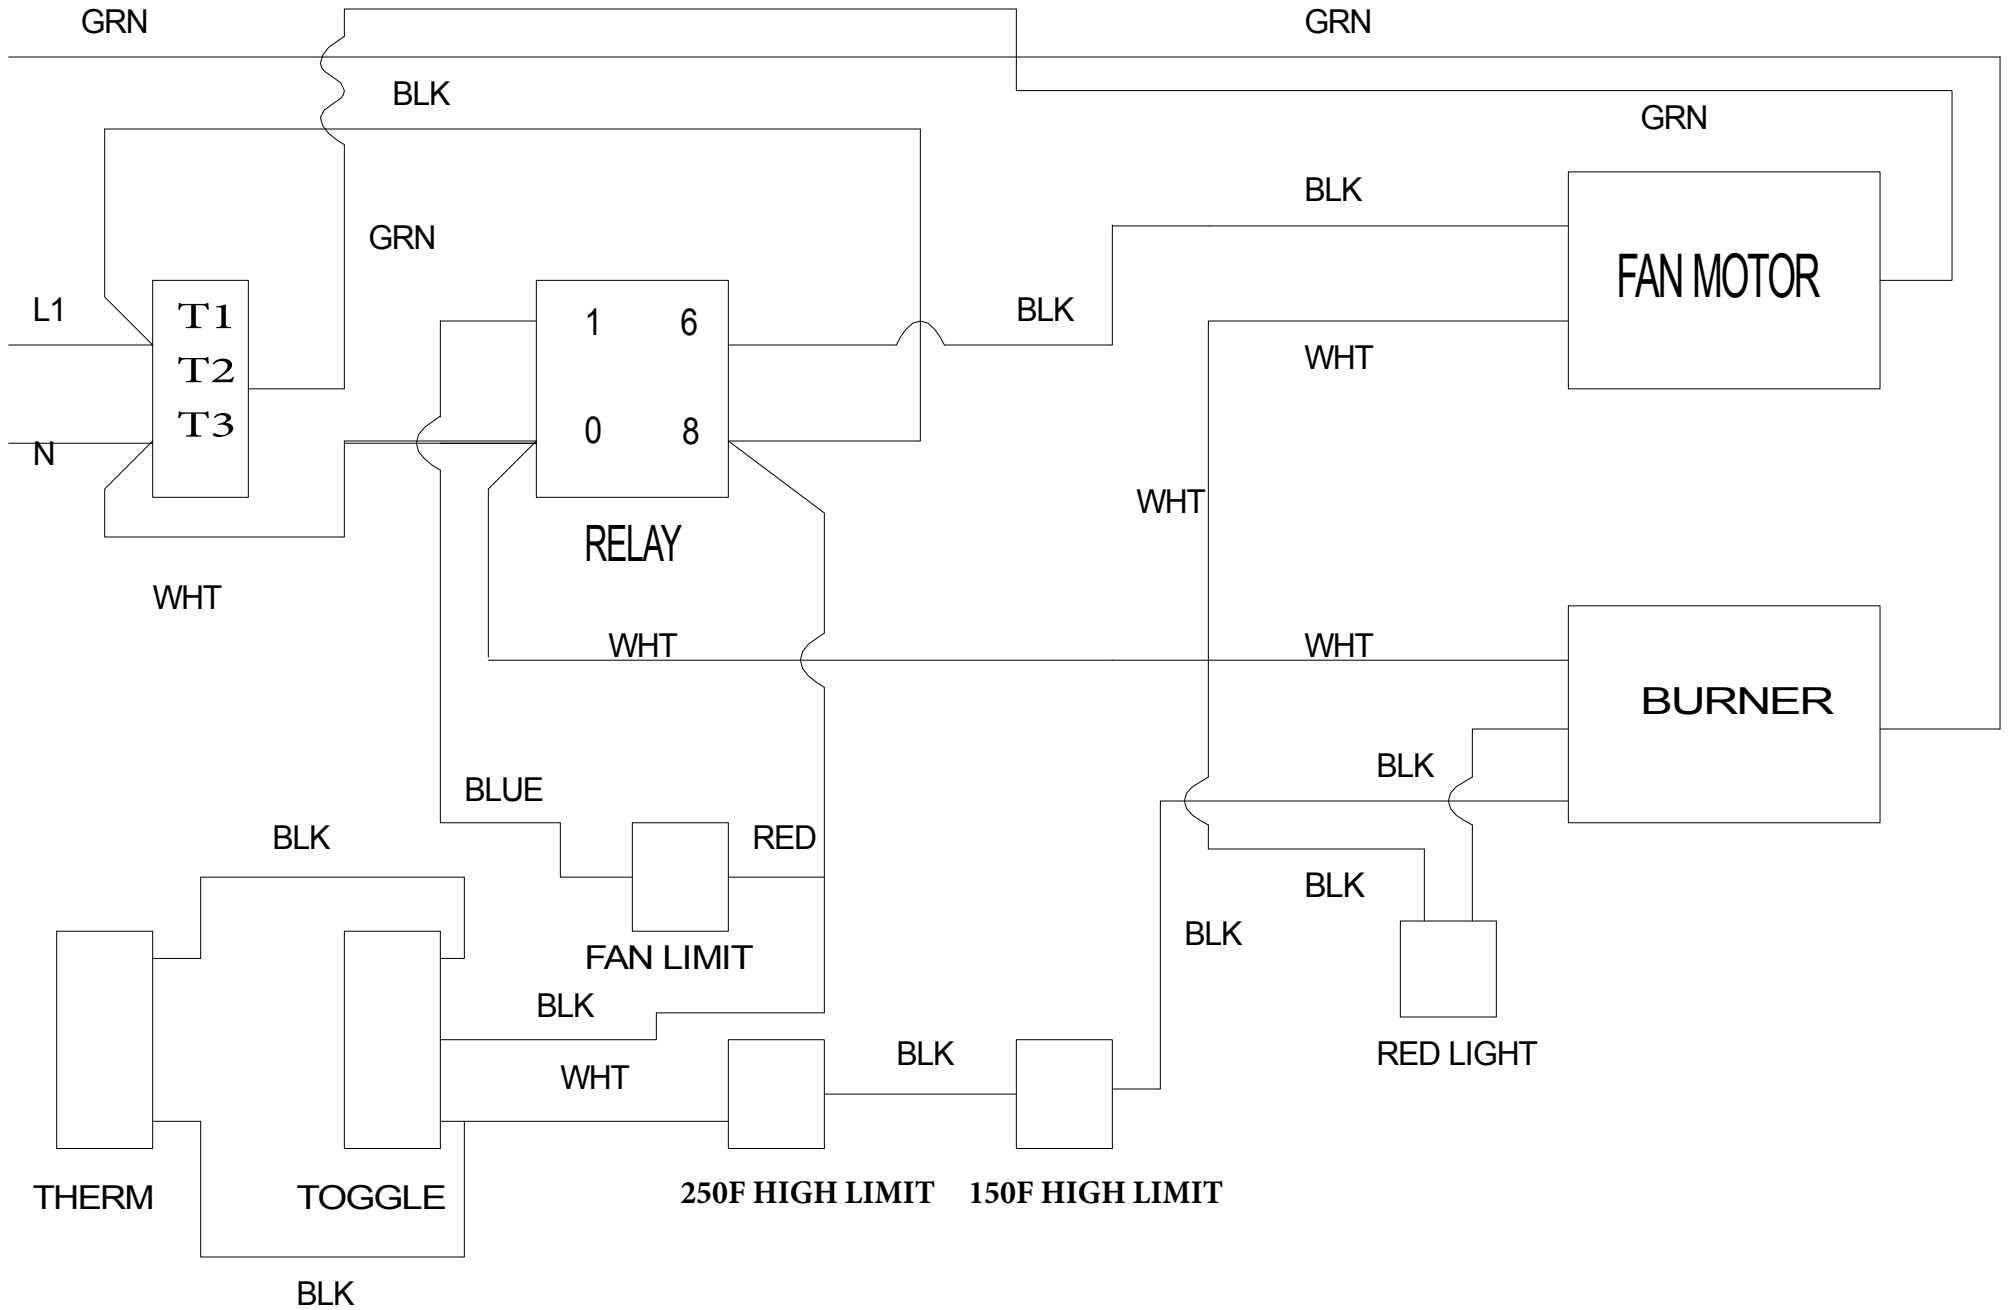 GRN
GRN
BLK
GRN
BLK
GRN
L1
T1
BLK
FAN MOTOR
1
6
T2
WHT
T3
0
8
N
WHT
RELAY
WHT
WHT
WHT
BURNER
BLK
BLUE
BLK
RED
BLK
BLK
FAN LIMIT
BLK
BLK
RED LIGHT
WHT
THERM
TOGGLE
250F HIGH LIMIT
150F HIGH LIMIT
BLK